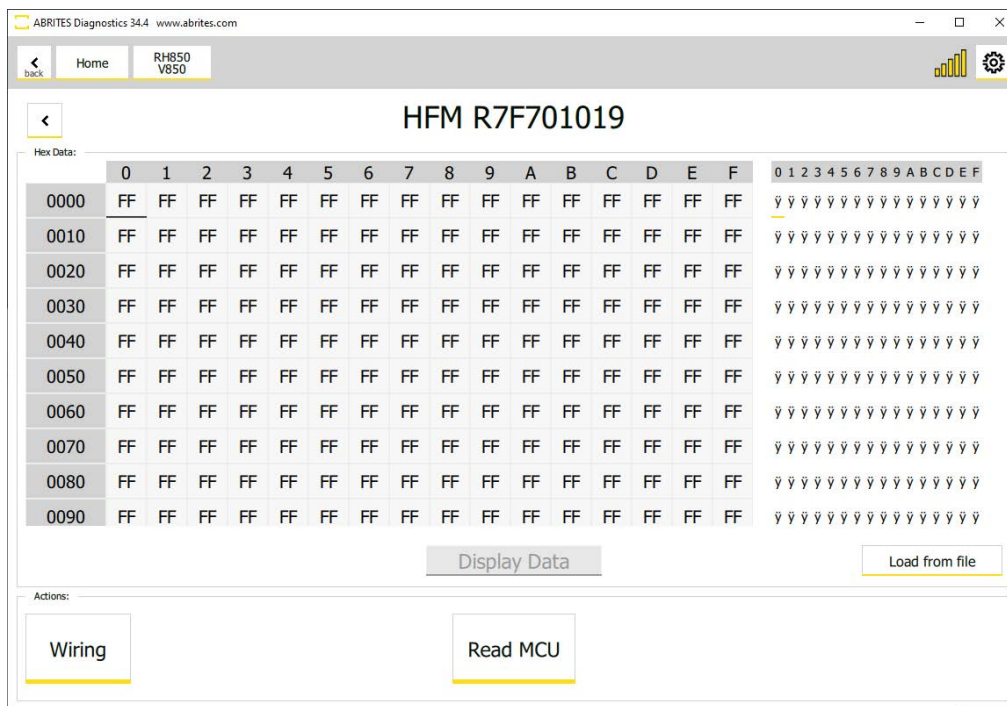 ABRITES Diagnostics 34.4 www.abrites.com
back
Home
RH850
V850
HFM R7F701019
Hex Data:
0 1 2 3 4 5 6 7 8 9 A B C D E F 0 1 2 3 4 5 6 7 8 9 A B C D E F
0000 FF FF FF FF FF FF FF FF FF FF FF FF FF FF FF FF ÿ ÿ ÿ ÿ ÿ ÿ ÿ ÿ ÿ ÿ ÿ ÿ ÿ ÿ ÿ ÿ
0010 FF FF FF FF FF FF FF FF FF FF FF FF FF FF FF FF ÿ ÿ ÿ ÿ ÿ ÿ ÿ ÿ ÿ ÿ ÿ ÿ ÿ ÿ ÿ ÿ
0020 FF FF FF FF FF FF FF FF FF FF FF FF FF FF FF FF ÿ ÿ ÿ ÿ ÿ ÿ ÿ ÿ ÿ ÿ ÿ ÿ ÿ ÿ ÿ ÿ
0030 FF FF FF FF FF FF FF FF FF FF FF FF FF FF FF FF ÿ ÿ ÿ ÿ ÿ ÿ ÿ ÿ ÿ ÿ ÿ ÿ ÿ ÿ ÿ ÿ
0040 FF FF FF FF FF FF FF FF FF FF FF FF FF FF FF FF ÿ ÿ ÿ ÿ ÿ ÿ ÿ ÿ ÿ ÿ ÿ ÿ ÿ ÿ ÿ ÿ
0050 FF FF FF FF FF FF FF FF FF FF FF FF FF FF FF FF ÿ ÿ ÿ ÿ ÿ ÿ ÿ ÿ ÿ ÿ ÿ ÿ ÿ ÿ ÿ ÿ
0060 FF FF FF FF FF FF FF FF FF FF FF FF FF FF FF FF ÿ ÿ ÿ ÿ ÿ ÿ ÿ ÿ ÿ ÿ ÿ ÿ ÿ ÿ ÿ ÿ
0070 FF FF FF FF FF FF FF FF FF FF FF FF FF FF FF FF ÿ ÿ ÿ ÿ ÿ ÿ ÿ ÿ ÿ ÿ ÿ ÿ ÿ ÿ ÿ ÿ
0080 FF FF FF FF FF FF FF FF FF FF FF FF FF FF FF FF ÿ ÿ ÿ ÿ ÿ ÿ ÿ ÿ ÿ ÿ ÿ ÿ ÿ ÿ ÿ ÿ
0090 FF FF FF FF FF FF FF FF FF FF FF FF FF FF FF FF ÿ ÿ ÿ ÿ ÿ ÿ ÿ ÿ ÿ ÿ ÿ ÿ ÿ ÿ ÿ ÿ
Display Data
Load from file
Actions:
Wiring
Read MCU